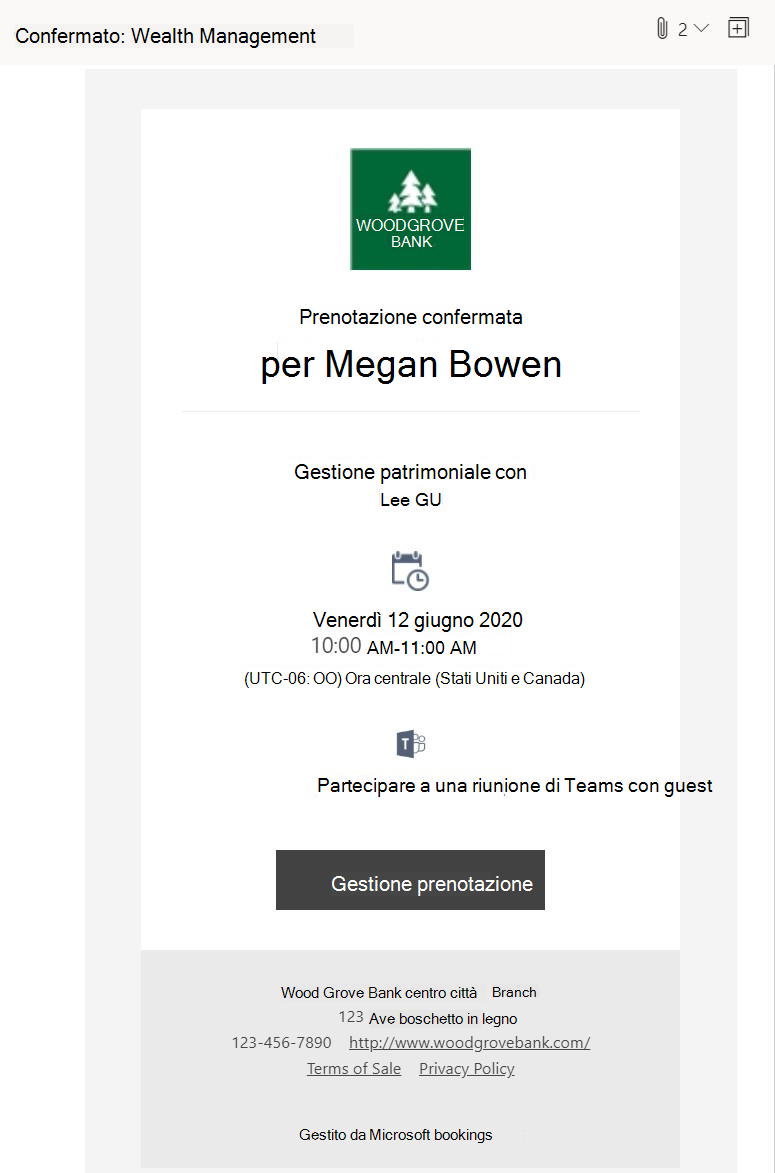 Confermato: Wealth Management
2
WOODGROVE
BANK
Prenotazione confermata
per Megan Bowen
Gestione patrimoniale con
Lee GU
Venerdì 12 giugno 2020
10:00 AM-11:00 AM
(UTC-06: OO) Ora centrale (Stati Uniti e Canada)
T
Partecipare a una riunione di Teams con guest
Gestione prenotazione
Wood Grove Bank centro città Branch
123 Ave boschetto in legno
123-456-7890 http://www.woodgrovebank.com/
Terms of Sale Privacy Policy
Gestito da Microsoft bookings